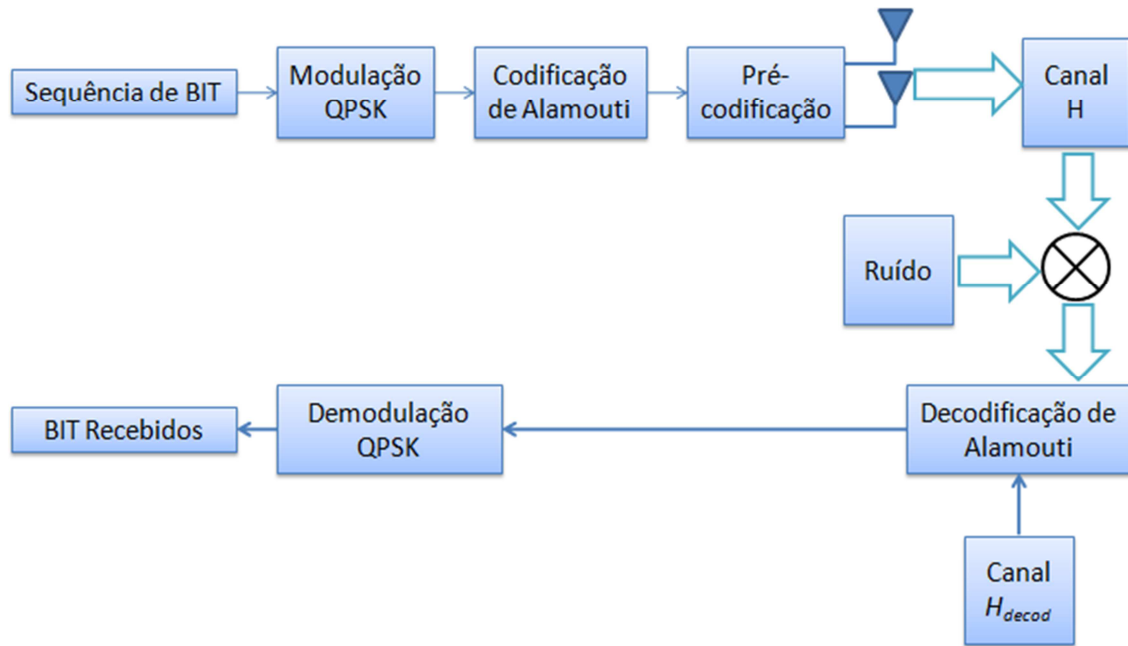 Sequência de BIT
Modulação
QPSK
Codificação
de Alamouti
Pré-
codificação
Canal
H
Ruído
Decodificação de
Alamouti
Demodulação
QPSK
BIT Recebidos
Canal
Hdecod